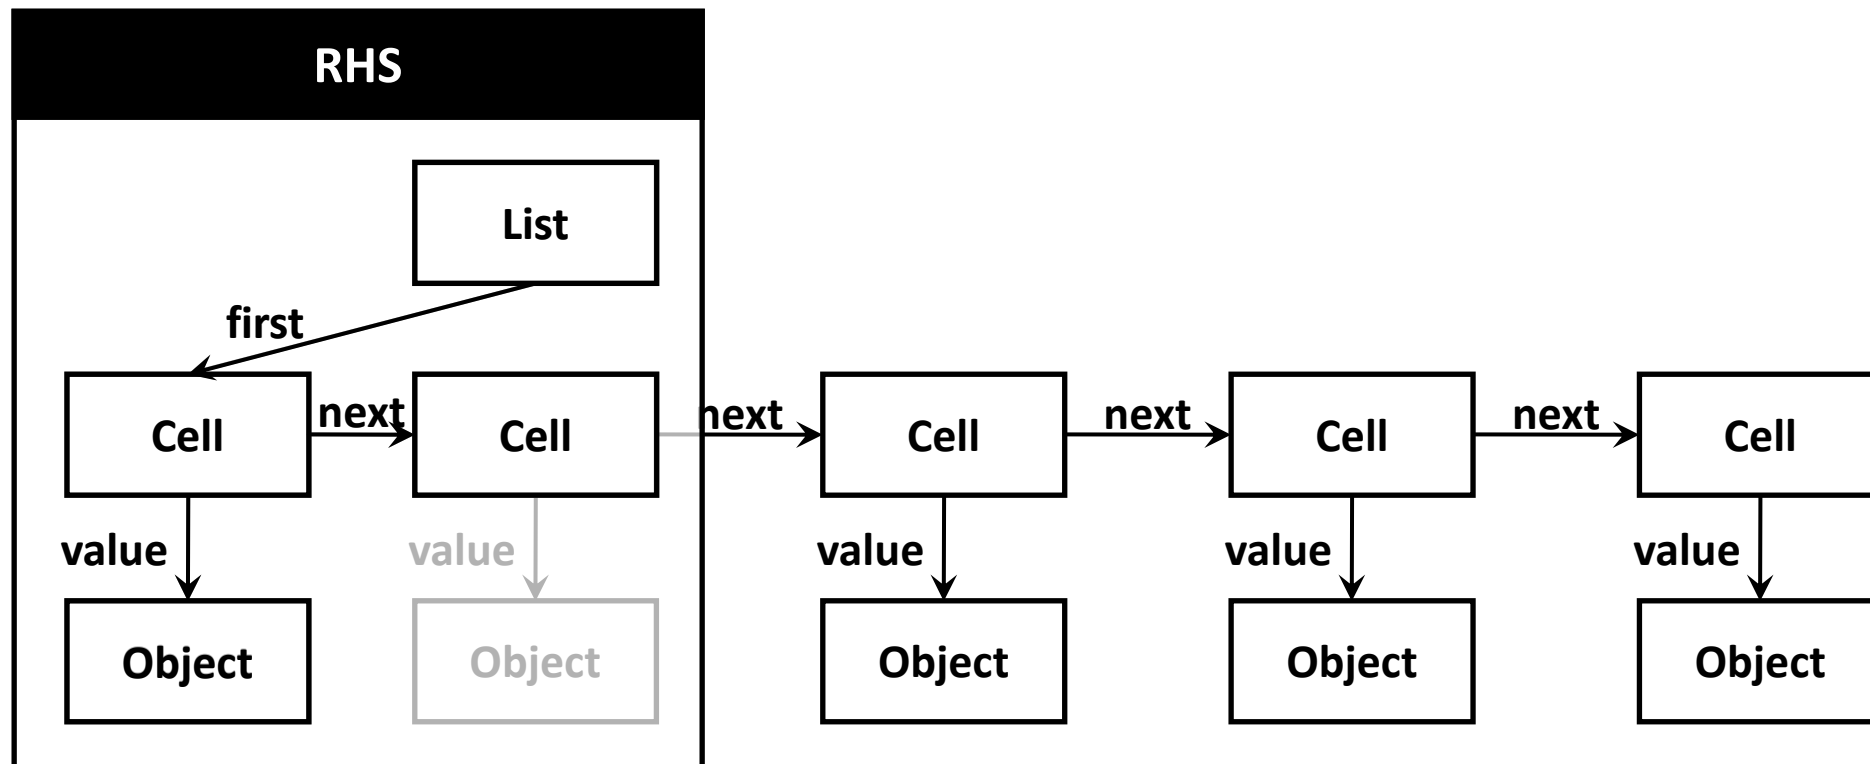 RHS
List
first
Cell
next
Cell
next
Cell
next
Cell
next
Cell
value
value
value
value
value
Object
Object
Object
Object
Object